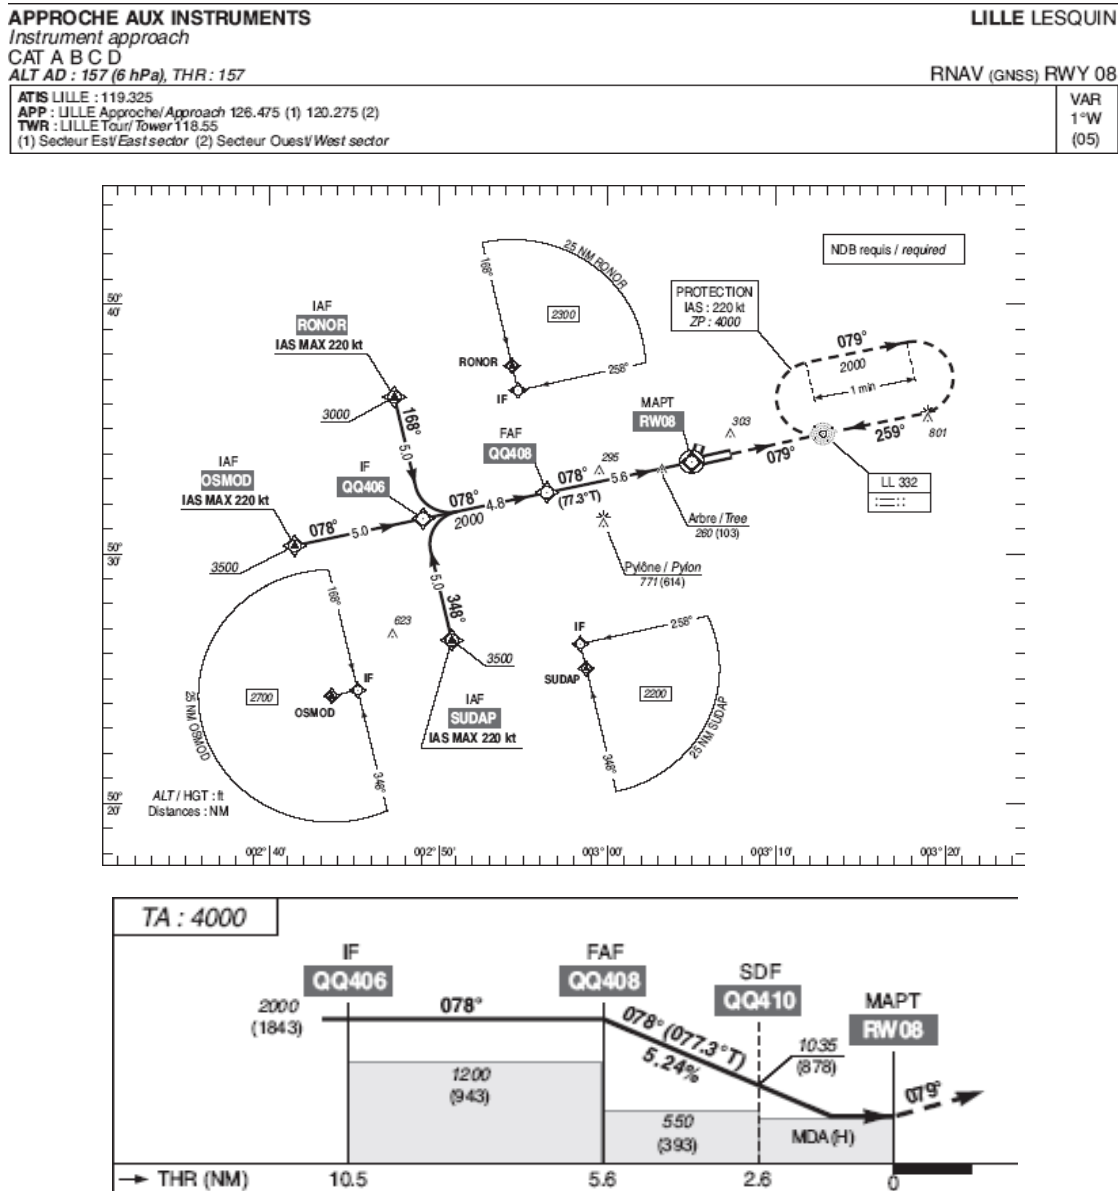 APPROCHE AUX INSTRUMENTS
LILLE LESQUIN
Instrument approach
CAT A B C D
ALT AD : 157 (6 hPa), THR : 157
RNAV (GNSS) RWY 08
ATIS LILLE : 119.325
APP : LILLE Approche/Approach 126.475 (1) 120.275 (2)
TWR : LILLE Tour/Tower 118.55
(1) Secteur Est/East sector (2) Secteur Ouest/West sector
VAR
1°W
(05)
NDB requis / required
25 NM RONOR
168°
2300
258°
RONOR
IF
PROTECTION
IAS : 220 kt
ZP : 4000
50°
40'
IAF
RONOR
IAS MAX 220 kt
3000
168°
5.0
079°
2000
1 min
MAPT
RW08
303
801
259°
079°
LL 332
FAF
QQ408
295
078°
5.6
(77.3°T)
IAF
OSMOD
IAS MAX 220 kt
IF
QQ406
078°
4.8
2000
078°
5.0
3500
Arbre / Tree
260 (103)
50°
30'
Pylône / Pylon
771 (614)
5.0
348°
3500
IAF
SUDAP
IAS MAX 220 kt
623
168°
2700
IF
OSMOD
25 NM OSMOD
348°
IF
258°
SUDAP
2200
25 NM SUDAP
348°
50°
20'
ALT / HGT : ft
Distances : NM
002° 40'
002° 50'
003° 00'
003° 10'
003° 20'
TA : 4000
IF
QQ406
FAF
QQ408
SDF
QQ410
MAPT
RW08
2000
(1843)
078°
078° (077.3°T)
5.24%
1035
(878)
079°
1200
(943)
550
(393)
MDA (H)
THR (NM)
10.5
5.6
2.6
0